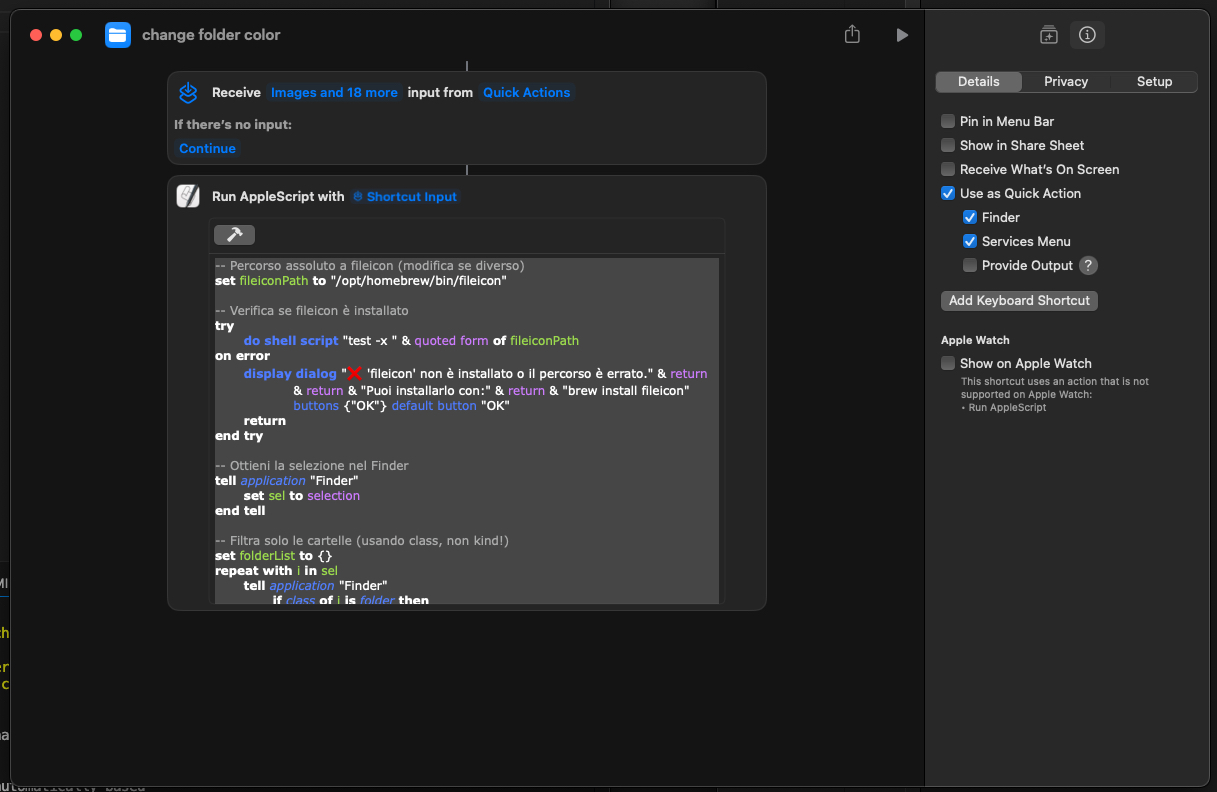 change folder color
Receive Images and 18 more input from Quick Actions
If there's no input:
Continue
Run AppleScript with Shortcut Input
-- Percorso assoluto a fileicon (modifica se diverso)
set fileiconPath to "/opt/homebrew/bin/fileicon"
-- Verifica se fileicon è installato
try
do shell script "test -x " & quoted form of fileiconPath
on error
display dialog "❌ 'fileicon' non è installato o il percorso è errato." & return
& return & "Puoi installarlo con:" & return & "brew install fileicon"
buttons {"OK"} default button "OK"
return
end try
-- Ottieni la selezione nel Finder
tell application "Finder"
set sel to selection
end tell
-- Filtra solo le cartelle (usando class, non kind!)
set folderList to {}
repeat with i in sel
tell application "Finder"
if class of i is folder then
Details Privacy Setup
Pin in Menu Bar
Show in Share Sheet
Receive What's On Screen
Use as Quick Action
Finder
Services Menu
Provide Output ?
Add Keyboard Shortcut
Apple Watch
Show on Apple Watch
This shortcut uses an action that is not
supported on Apple Watch:
• Run AppleScript